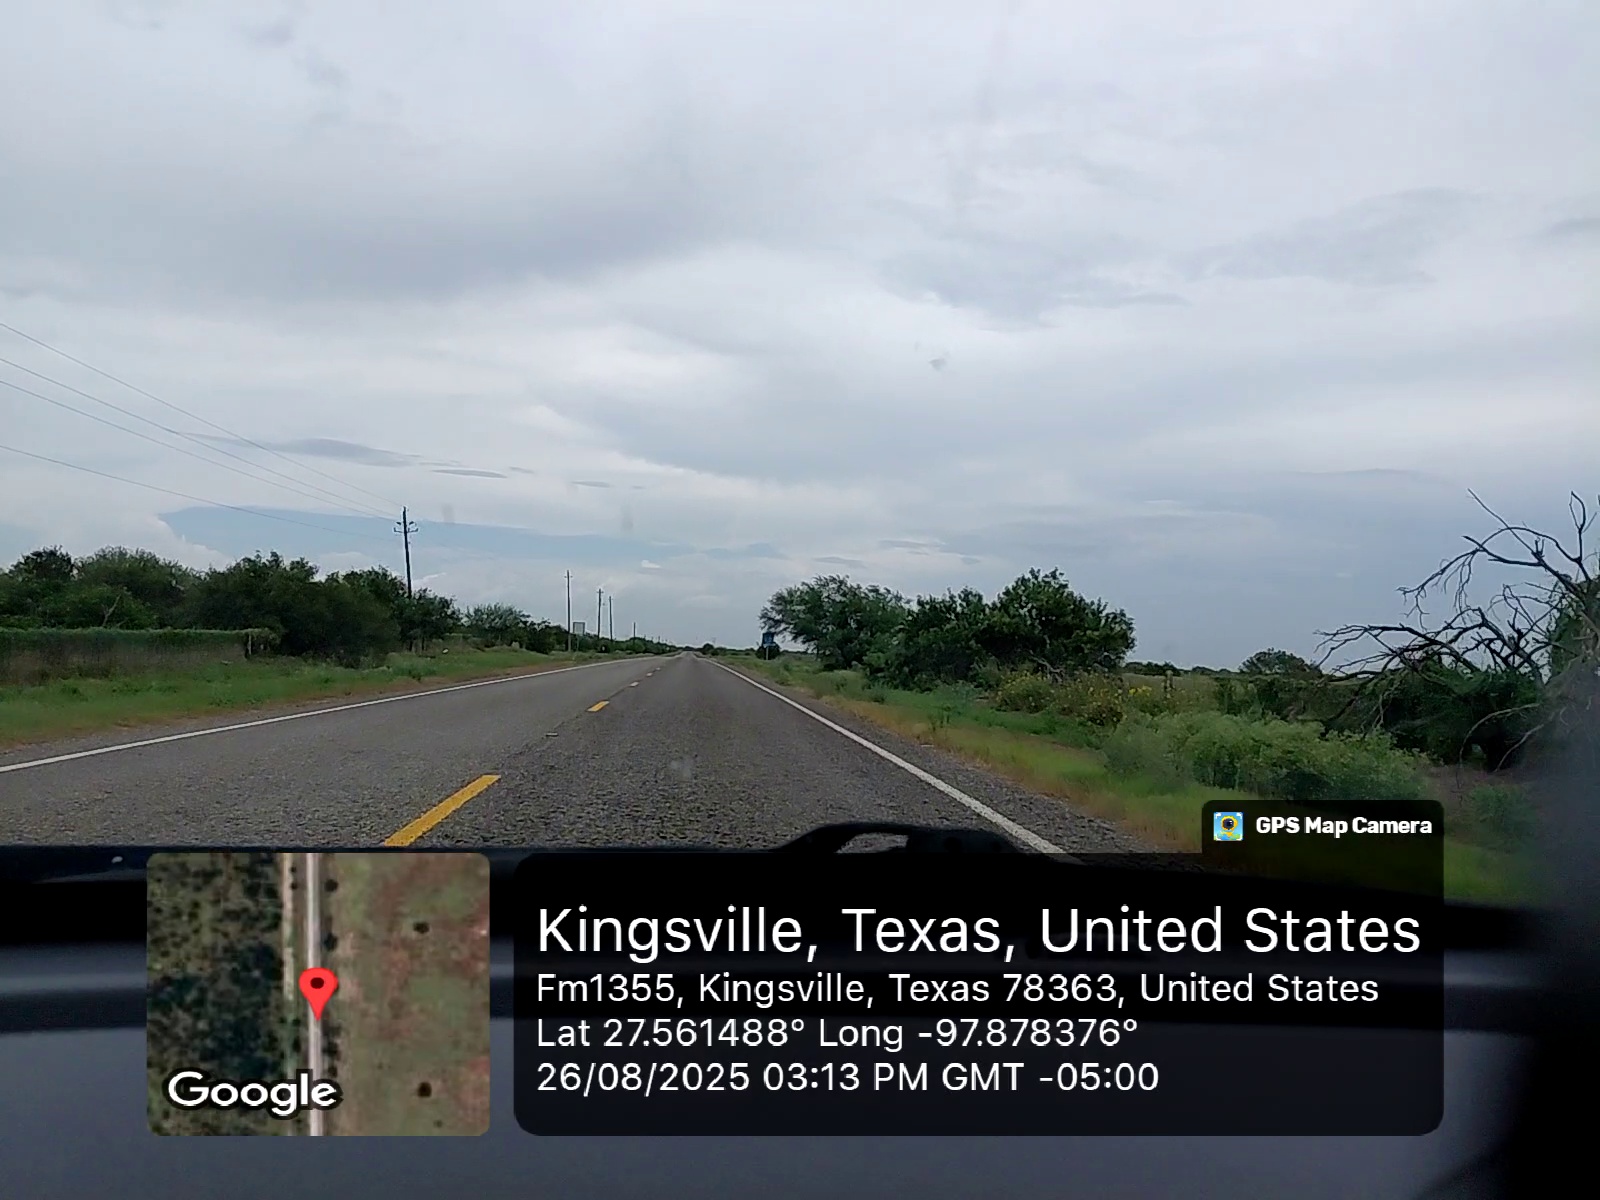 GPS Map Camera
Kingsville, Texas, United States
Fm1355, Kingsville, Texas 78363, United States
Lat 27.561488° Long -97.878376°
26/08/2025 03:13 PM GMT -05:00
Google